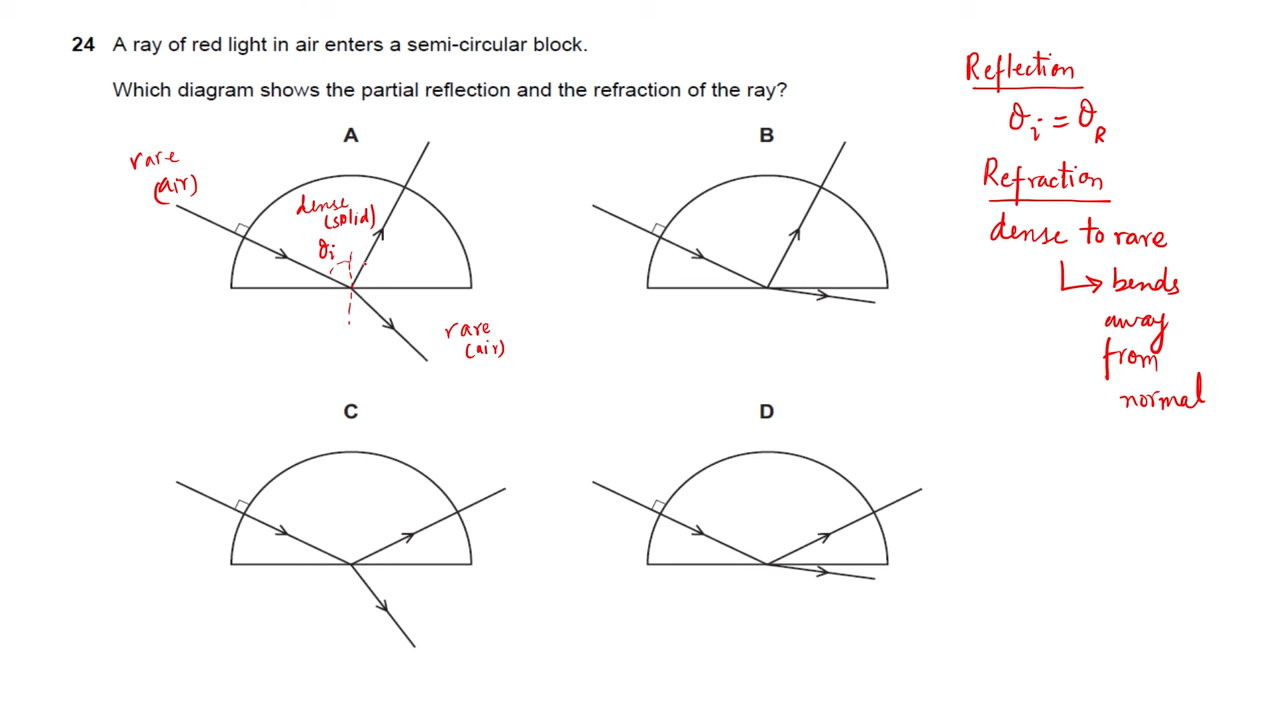 24 A ray of red light in air enters a semi-circular block.
Which diagram shows the partial reflection and the refraction of the ray?
A
rare
(air)
dense
(solid)
θi
rare
(air)
B
C
D
Reflection
θi = θR
Refraction
dense to rare
↳ bends
away
from
normal